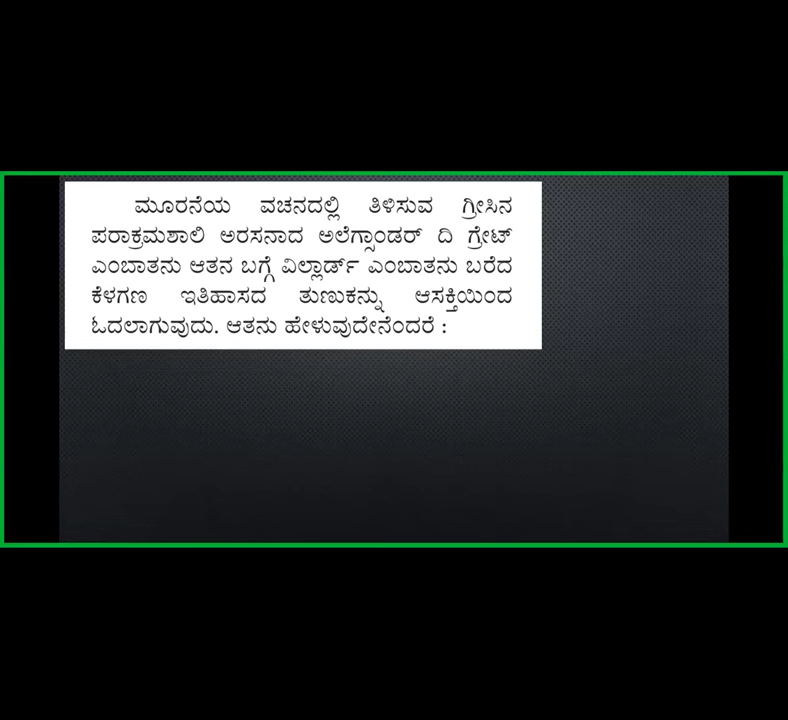 ಮೂರನೆಯ ವಚನದಲ್ಲಿ ತಿಳಿಸುವ ಗ್ರೀಸಿನ
ಪರಾಕ್ರಮಶಾಲಿ ಅರಸನಾದ ಅಲೆಗ್ಸಾಂಡರ್ ದಿ ಗ್ರೇಟ್
ಎಂಬಾತನು ಆತನ ಬಗ್ಗೆ ವಿಲ್ಲಾರ್ಡ್ ಎಂಬಾತನು ಬರೆದ
ಕೆಳಗಣ ಇತಿಹಾಸದ ತುಣುಕನ್ನು ಆಸಕ್ತಿಯಿಂದ
ಓದಲಾಗುವುದು. ಆತನು ಹೇಳುವುದೇನೆಂದರೆ :